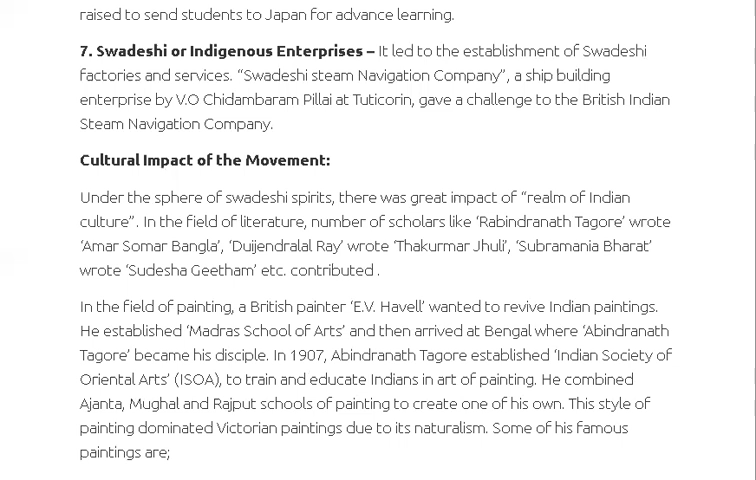 raised to send students to Japan for advance learning.
7. Swadeshi or Indigenous Enterprises – It led to the establishment of Swadeshi
factories and services. “Swadeshi steam Navigation Company”, a ship building
enterprise by V.O Chidambaram Pillai at Tuticorin, gave a challenge to the British Indian
Steam Navigation Company.
Cultural Impact of the Movement:
Under the sphere of swadeshi spirits, there was great impact of “realm of Indian
culture”. In the field of literature, number of scholars like ‘Rabindranath Tagore’ wrote
‘Amar Somar Bangla’, ‘Duijendralal Ray’ wrote ‘Thakurmar Jhuli’, ‘Subramania Bharat’
wrote ‘Sudesha Geetham’ etc. contributed .
In the field of painting, a British painter ‘E.V. Havell’ wanted to revive Indian paintings.
He established ‘Madras School of Arts’ and then arrived at Bengal where ‘Abindranath
Tagore’ became his disciple. In 1907, Abindranath Tagore established ‘Indian Society of
Oriental Arts’ (ISOA), to train and educate Indians in art of painting. He combined
Ajanta, Mughal and Rajput schools of painting to create one of his own. This style of
painting dominated Victorian paintings due to its naturalism. Some of his famous
paintings are;